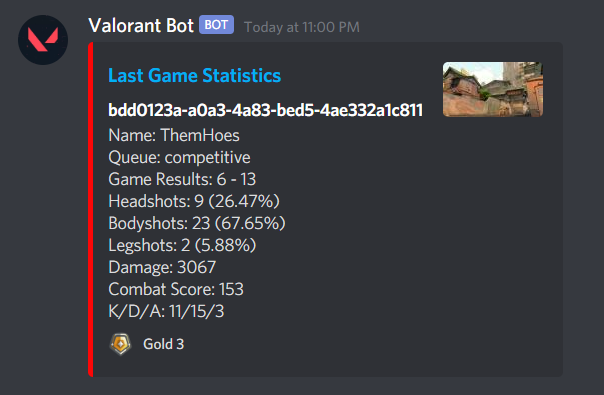 Valorant Bot BOT Today at 11:00 PM
Last Game Statistics
bdd0123a-a0a3-4a83-bed5-4ae332a1c811
Name: ThemHoes
Queue: competitive
Game Results: 6 - 13
Headshots: 9 (26.47%)
Bodyshots: 23 (67.65%)
Legshots: 2 (5.88%)
Damage: 3067
Combat Score: 153
K/D/A: 11/15/3
Gold 3